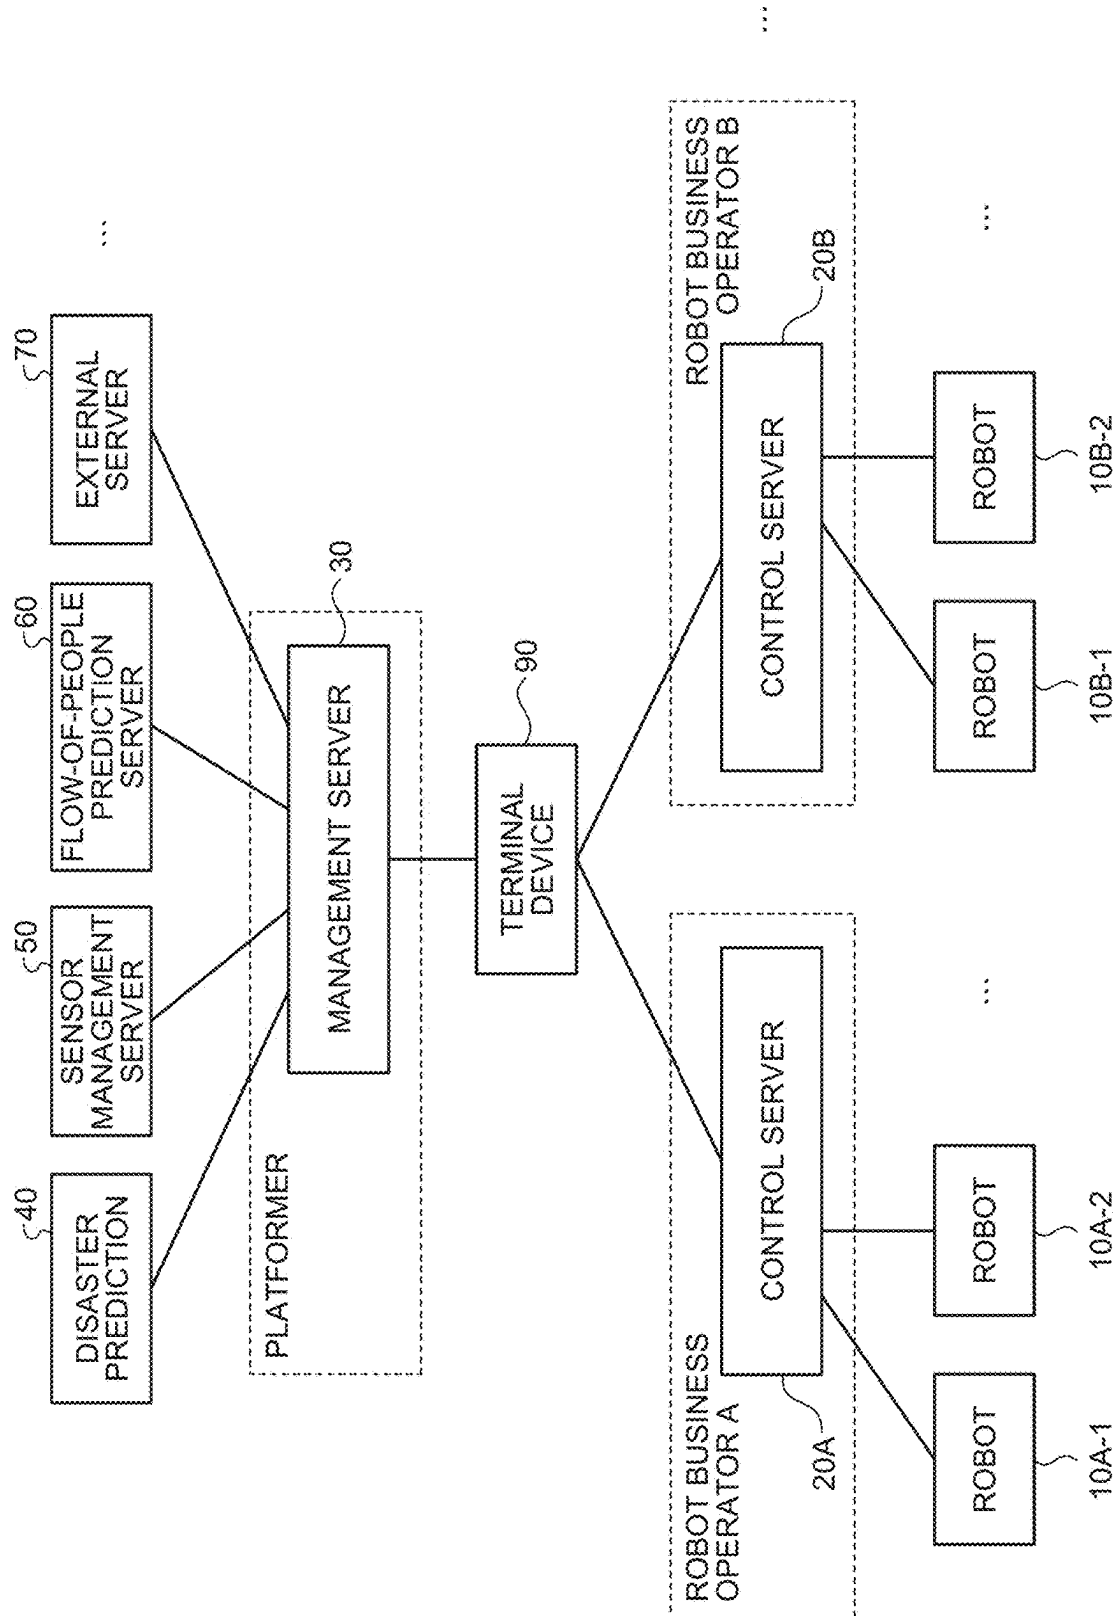 40
DISASTER
PREDICTION
50
SENSOR
MANAGEMENT
SERVER
60
FLOW-OF-PEOPLE
PREDICTION
SERVER
70
EXTERNAL
SERVER
...
PLATFORMER
MANAGEMENT SERVER
30
TERMINAL
DEVICE
90
ROBOT BUSINESS
OPERATOR A
CONTROL SERVER
20A
ROBOT BUSINESS
OPERATOR B
CONTROL SERVER
20B
...
ROBOT
10A-1
ROBOT
10A-2
...
ROBOT
10B-1
ROBOT
10B-2
...